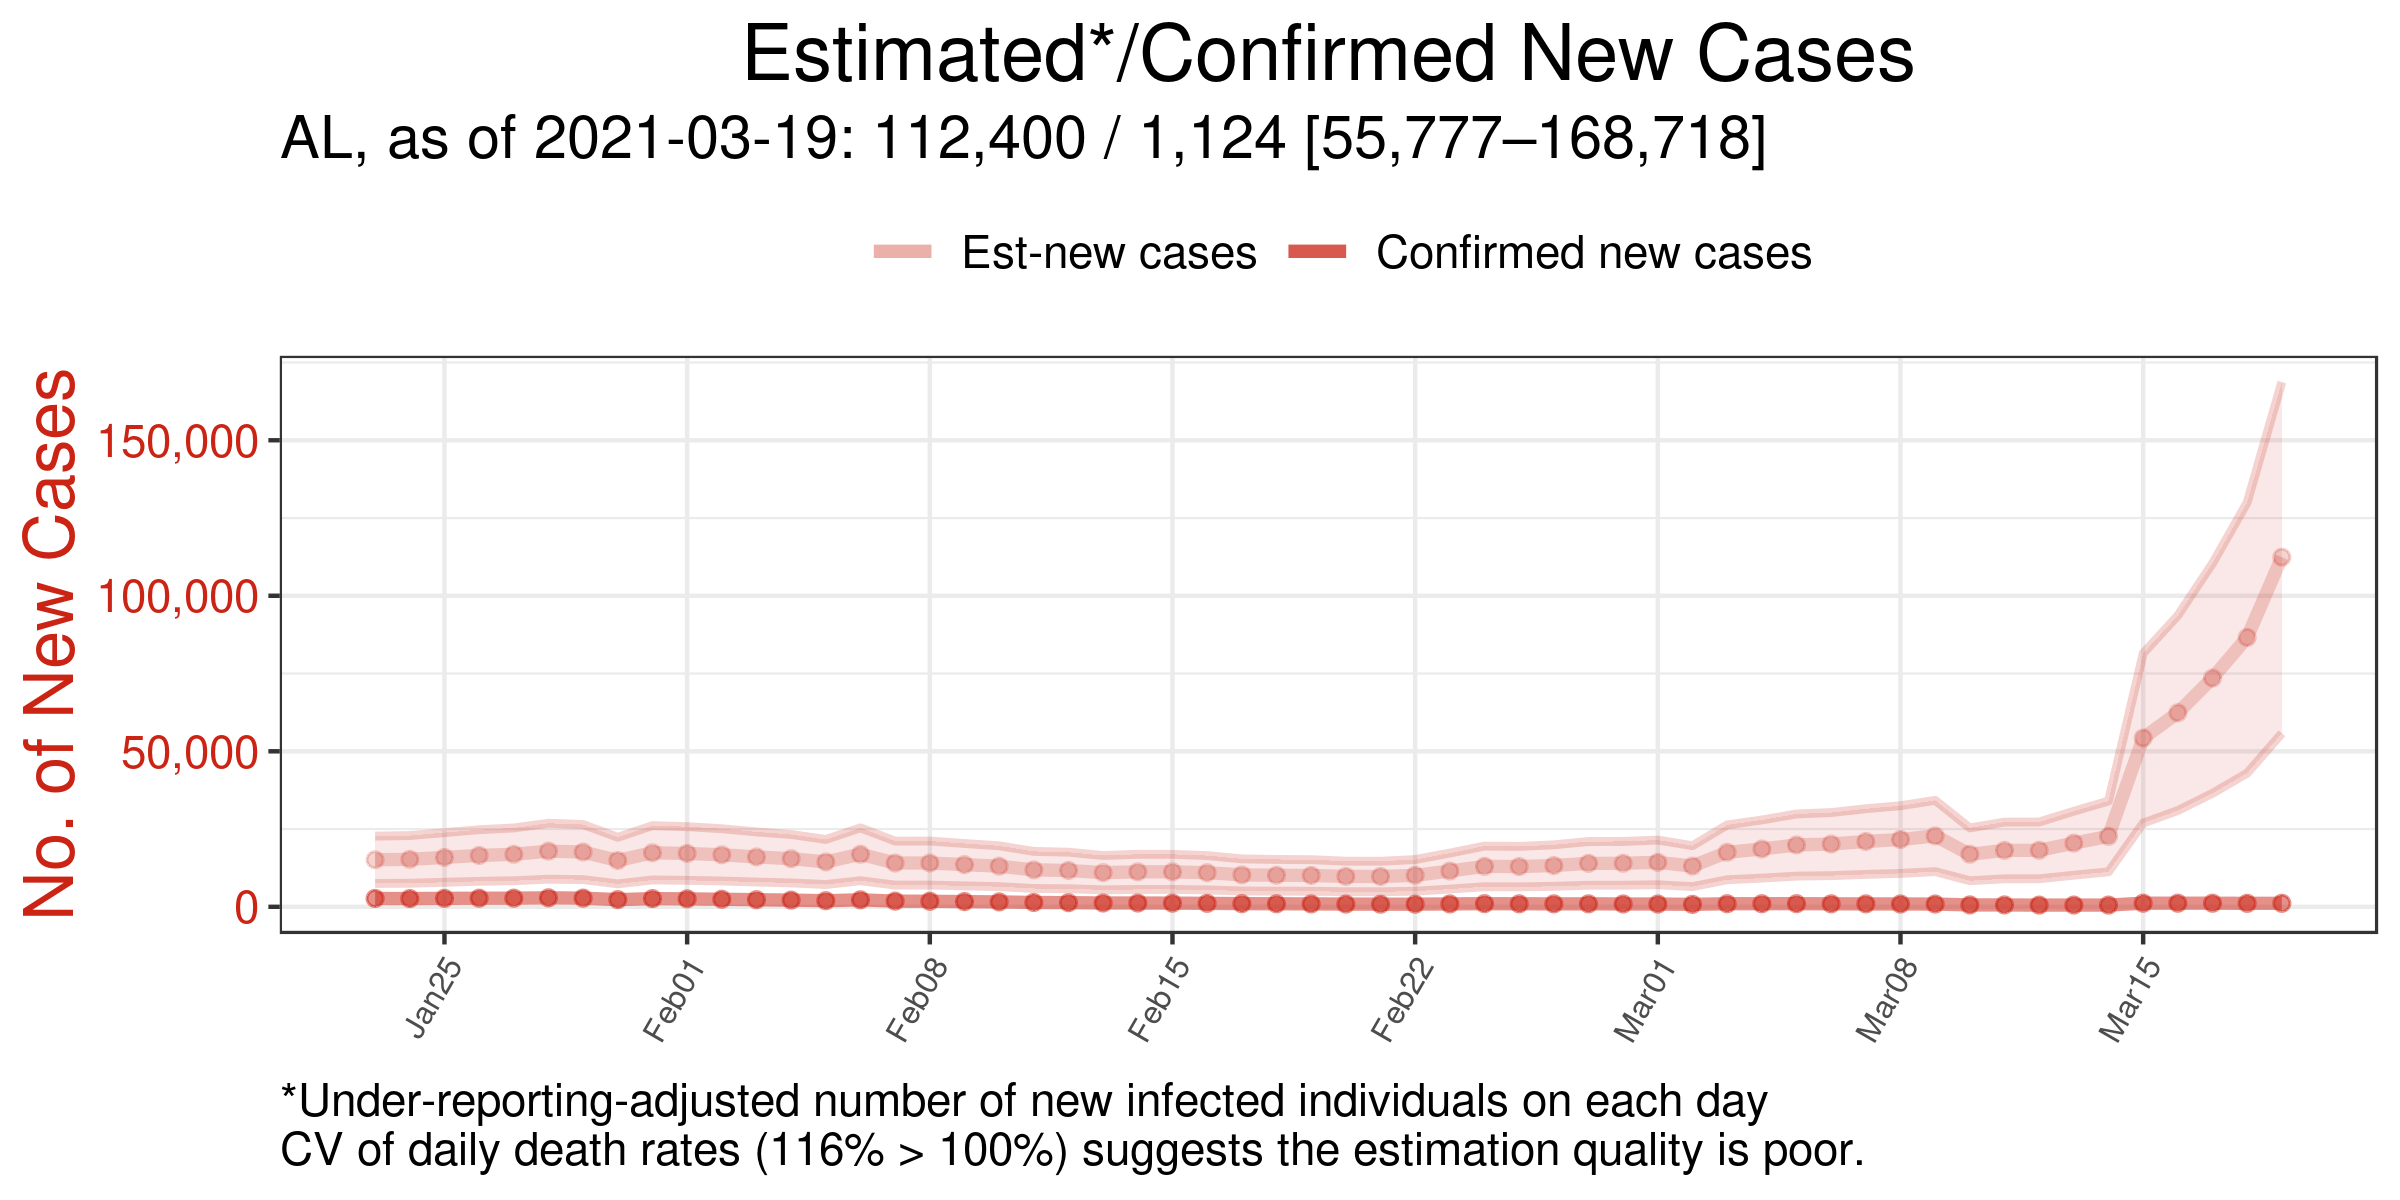 Estimated*/Confirmed New Cases
AL, as of 2021-03-19: 112,400 / 1,124 [55,777–168,718]
Est-new cases
Confirmed new cases
No. of New Cases
150,000
100,000
50,000
0
Jan25
Feb01
Feb08
Feb15
Feb22
Mar01
Mar08
Mar15
*Under-reporting-adjusted number of new infected individuals on each day
CV of daily death rates (116% > 100%) suggests the estimation quality is poor.